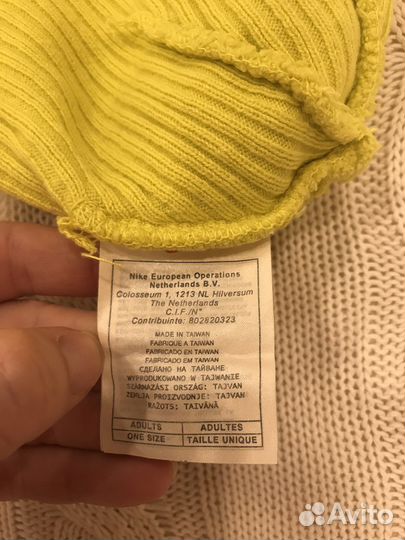 Nike European Operations
Netherlands B.V.
Colosseum 1, 1213 NL Hilversum
The Netherlands
C.I.F./N°
Contribuinte: 802820323
MADE IN TAIWAN
FABRIQUE A TAIWAN
FABRICADO EN TAIWAN
FABRICADO EM TAIWAN
СДЕЛАНО НА ТАЙВАНЕ
WYPRODUKOWANO W TAJWANIE
SZÁRMAZÁSI ORSZÁG: TAJVAN
ZEMLJA PROIZVODNJE: TAJVAN
RAŽOTS: TAIVĀNĀ
ADULTS ADULTES
ONE SIZE TAILLE UNIQUE
Avito